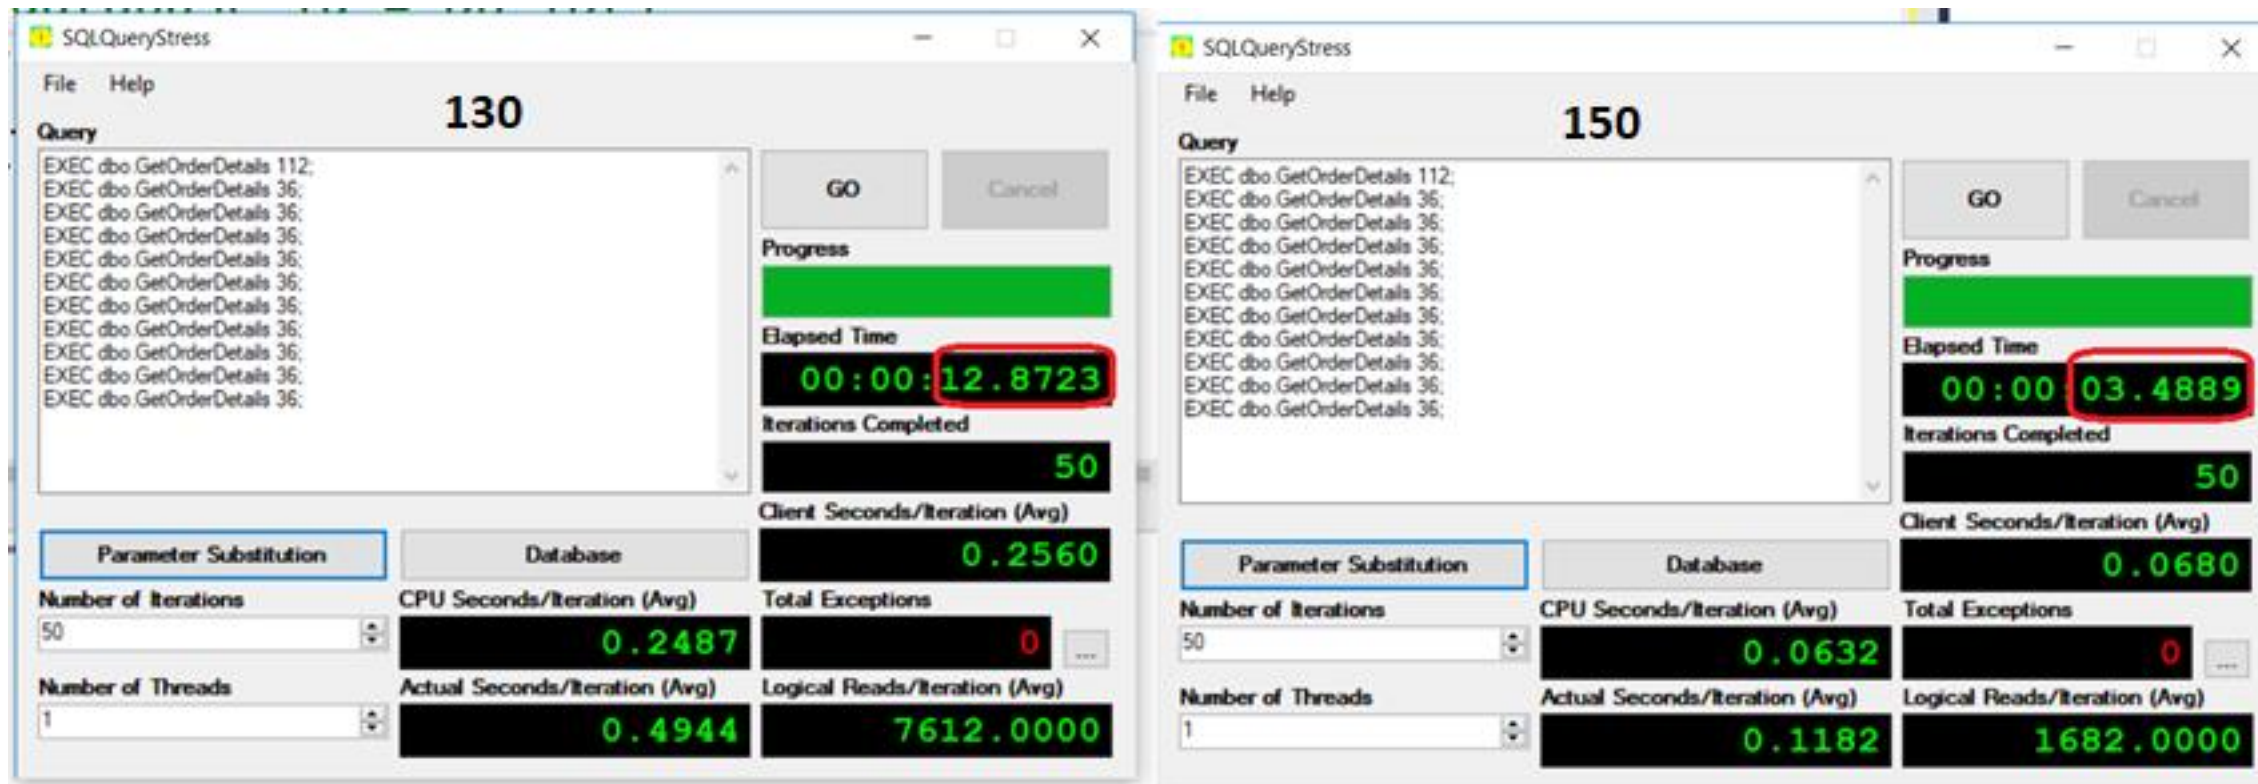 SQLQueryStress
File Help
130
Query
EXEC dbo.GetOrderDetails 112;
EXEC dbo.GetOrderDetails 36;
EXEC dbo.GetOrderDetails 36;
EXEC dbo.GetOrderDetails 36;
EXEC dbo.GetOrderDetails 36;
EXEC dbo.GetOrderDetails 36;
EXEC dbo.GetOrderDetails 36;
EXEC dbo.GetOrderDetails 36;
EXEC dbo.GetOrderDetails 36;
EXEC dbo.GetOrderDetails 36;
EXEC dbo.GetOrderDetails 36;
GO
Cancel
Progress
Elapsed Time
00:00:12.8723
Iterations Completed
50
Client Seconds/Iteration (Avg)
0.2560
Parameter Substitution
Database
Number of Iterations
50
CPU Seconds/Iteration (Avg)
0.2487
Total Exceptions
0
...
Number of Threads
1
Actual Seconds/Iteration (Avg)
0.4944
Logical Reads/Iteration (Avg)
7612.0000
SQLQueryStress
File Help
150
Query
EXEC dbo.GetOrderDetails 112;
EXEC dbo.GetOrderDetails 36;
EXEC dbo.GetOrderDetails 36;
EXEC dbo.GetOrderDetails 36;
EXEC dbo.GetOrderDetails 36;
EXEC dbo.GetOrderDetails 36;
EXEC dbo.GetOrderDetails 36;
EXEC dbo.GetOrderDetails 36;
EXEC dbo.GetOrderDetails 36;
EXEC dbo.GetOrderDetails 36;
EXEC dbo.GetOrderDetails 36;
GO
Cancel
Progress
Elapsed Time
00:00:03.4889
Iterations Completed
50
Client Seconds/Iteration (Avg)
0.0680
Parameter Substitution
Database
Number of Iterations
50
CPU Seconds/Iteration (Avg)
0.0632
Total Exceptions
0
...
Number of Threads
1
Actual Seconds/Iteration (Avg)
0.1182
Logical Reads/Iteration (Avg)
1682.0000